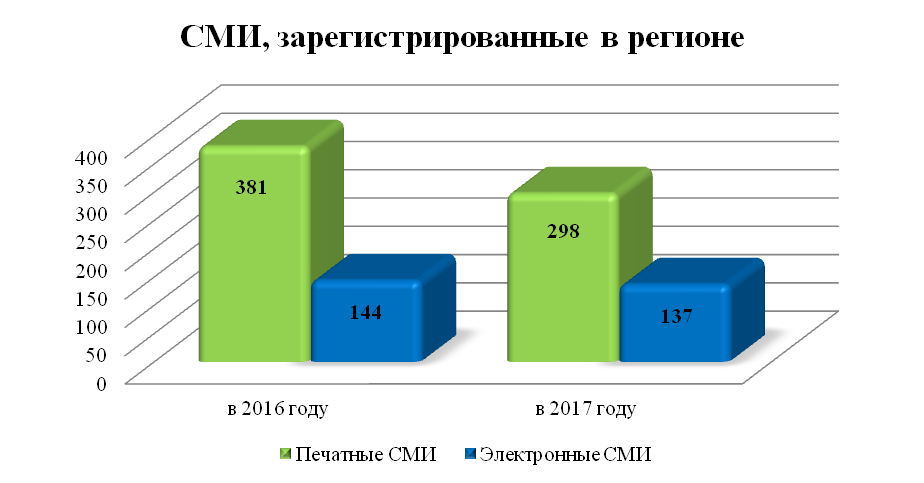 СМИ, зарегистрированные в регионе
400
350
300
250
200
150
100
50
0
381
144
298
137
в 2016 году
в 2017 году
Печатные СМИ
Электронные СМИ